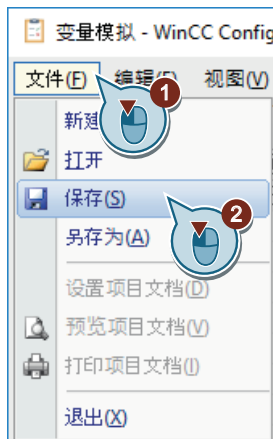 变量模拟 - WinCC Config
文件(F) 编辑(E) 视图(V)
1
新建
打开
保存(S)
2
另存为(A)
设置项目文档(D)
预览项目文档(V)
打印项目文档(I)
退出(X)